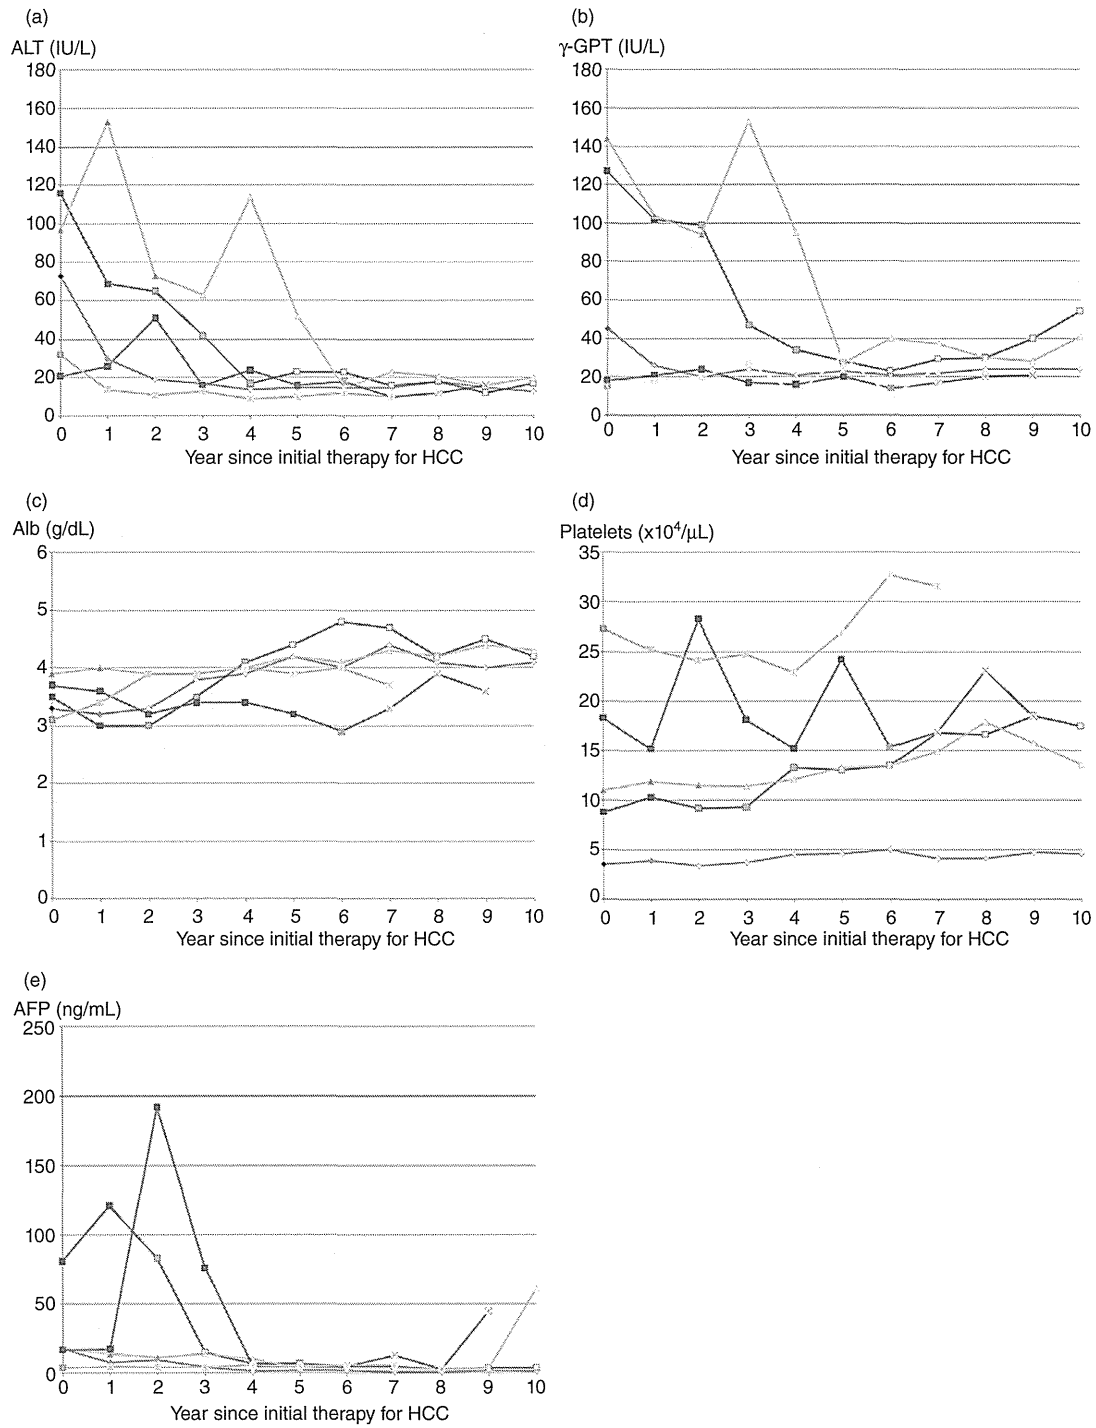 (a)
ALT (IU/L)
180
160
140
120
100
80
60
40
20
0
0 1 2 3 4 5 6 7 8 9 10
Year since initial therapy for HCC
(b)
γ-GPT (IU/L)
180
160
140
120
100
80
60
40
20
0
0 1 2 3 4 5 6 7 8 9 10
Year since initial therapy for HCC
(c)
Alb (g/dL)
6
5
4
3
2
1
0
0 1 2 3 4 5 6 7 8 9 10
Year since initial therapy for HCC
(d)
Platelets (x10⁴/μL)
35
30
25
20
15
10
5
0
0 1 2 3 4 5 6 7 8 9 10
Year since initial therapy for HCC
(e)
AFP (ng/mL)
250
200
150
100
50
0
0 1 2 3 4 5 6 7 8 9 10
Year since initial therapy for HCC